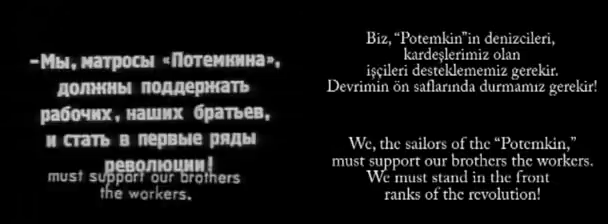 –Мы, матросы «Потемкина»,
должны поддержать
рабочих, наших братьев,
и стать в первые ряды
революции!
must support our brothers
the workers.
Biz, “Potemkin”in denizcileri,
kardeşlerimiz olan
işçileri desteklememiz gerekir.
Devrimin ön saflarında durmamız gerekir!
We, the sailors of the “Potemkin,”
must support our brothers the workers.
We must stand in the front
ranks of the revolution!